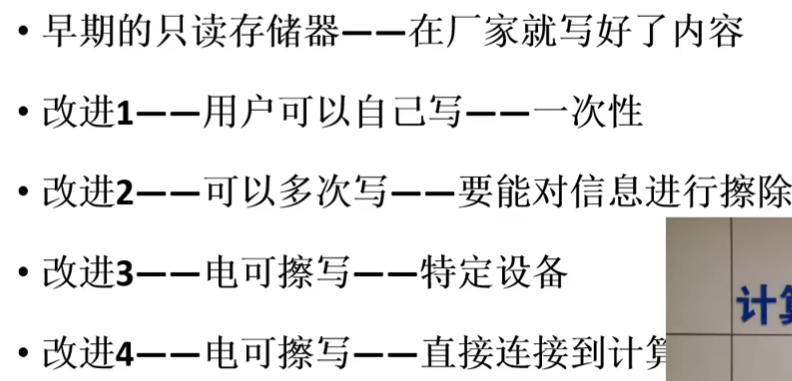 • 早期的只读存储器——在厂家就写好了内容
• 改进1——用户可以自己写——一次性
• 改进2——可以多次写——要能对信息进行擦除
• 改进3——电可擦写——特定设备
• 改进4——电可擦写——直接连接到计算
计算